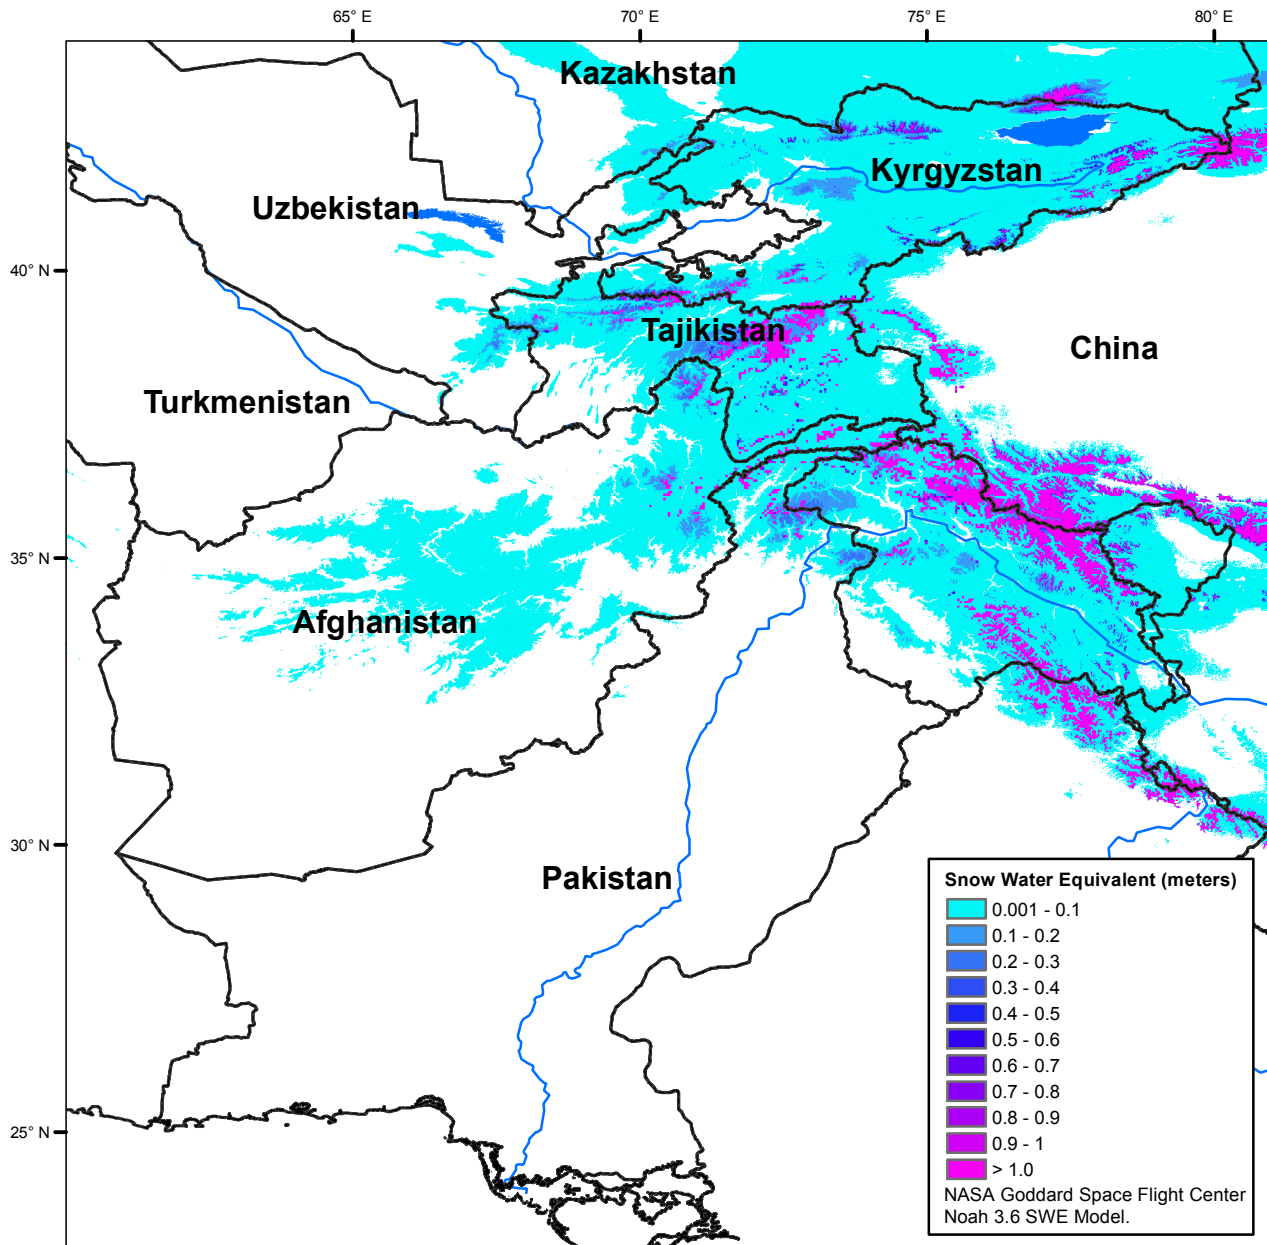 65° E
70° E
75° E
80° E
Kazakhstan
Kyrgyzstan
Uzbekistan
40° N
Tajikistan
China
Turkmenistan
35° N
Afghanistan
30° N
Pakistan
25° N
Snow Water Equivalent (meters)
0.001 - 0.1
0.1 - 0.2
0.2 - 0.3
0.3 - 0.4
0.4 - 0.5
0.5 - 0.6
0.6 - 0.7
0.7 - 0.8
0.8 - 0.9
0.9 - 1
> 1.0
NASA Goddard Space Flight Center
Noah 3.6 SWE Model.